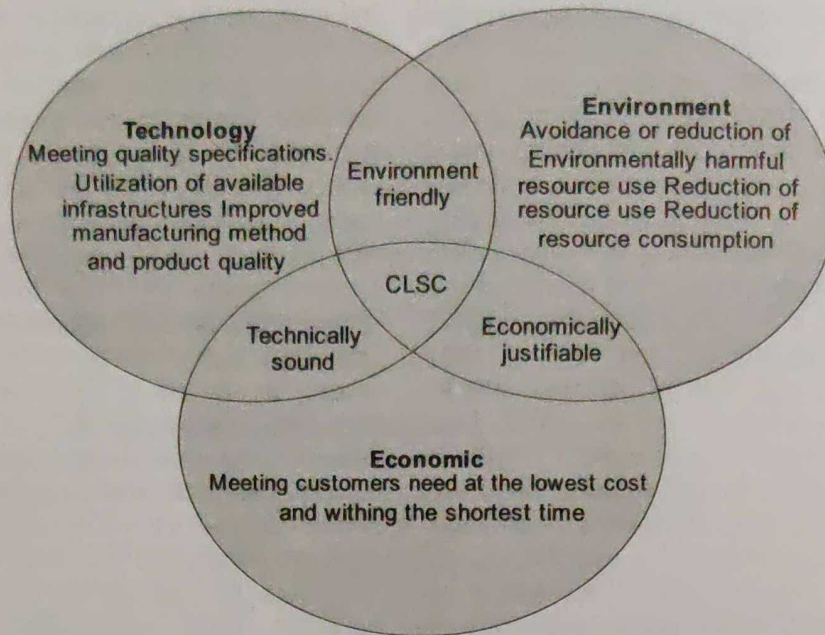 Technology
Meeting quality specifications.
Utilization of available
infrastructures Improved
manufacturing method
and product quality
Environment
friendly
Environment
Avoidance or reduction of
Environmentally harmful
resource use Reduction of
resource use Reduction of
resource consumption
CLSC
Technically
sound
Economically
justifiable
Economic
Meeting customers need at the lowest cost
and withing the shortest time